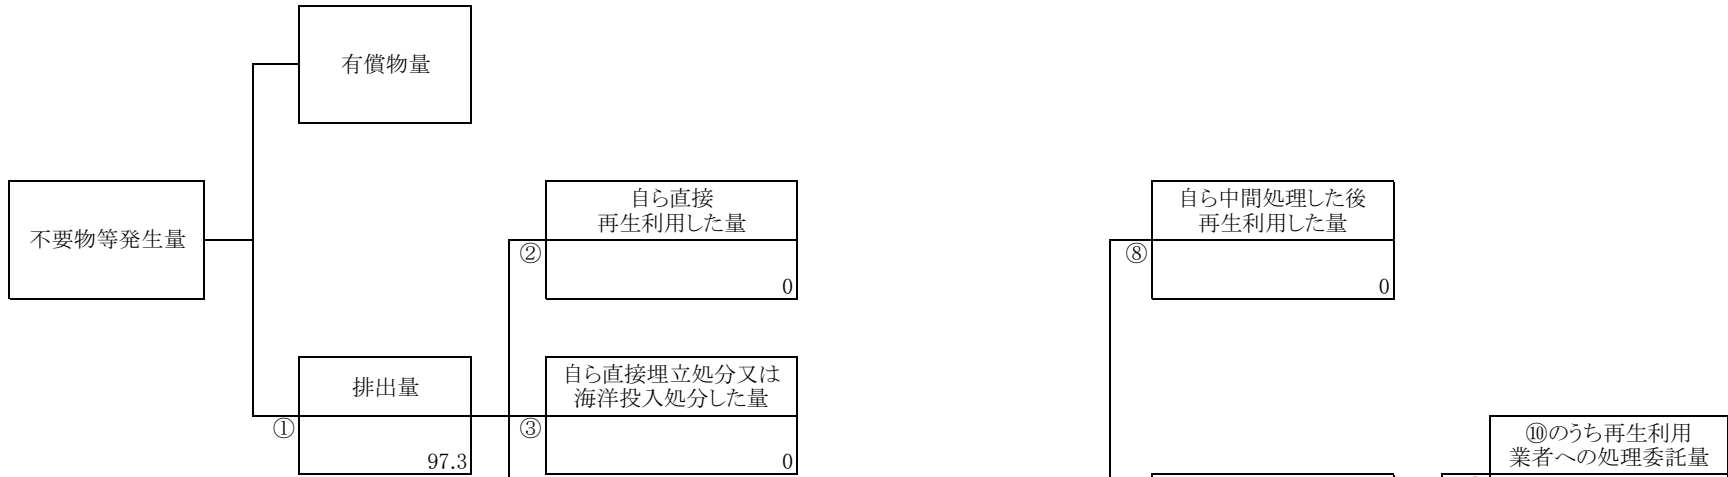 有償物量
不要物等発生量
自ら直接
再生利用した量
②
0
自ら中間処理した後
再生利用した量
⑧
0
排出量
①
97.3
自ら直接埋立処分又は
海洋投入処分した量
③
0
⑩のうち再生利用
業者への処理委託量